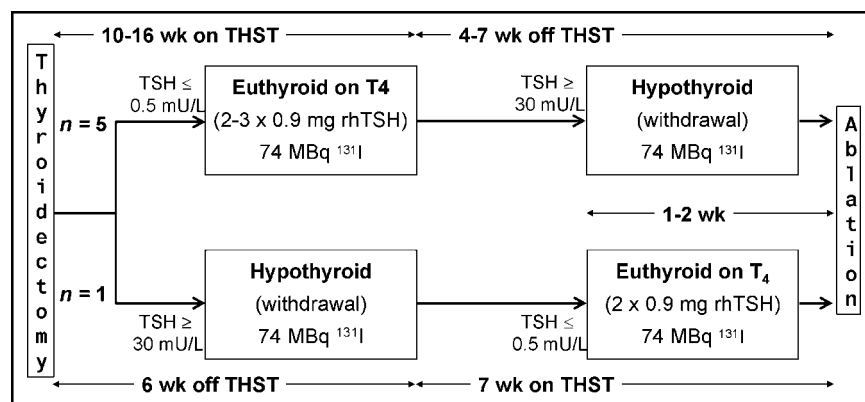 10-16 wk on THST
4-7 wk off THST
Thyroidectomy
n = 5
TSH ≤
0.5 mU/L
Euthyroid on T4
(2-3 x 0.9 mg rhTSH)
74 MBq ¹³¹I
TSH ≥
30 mU/L
Hypothyroid
(withdrawal)
74 MBq ¹³¹I
Ablation
1-2 wk
n = 1
TSH ≥
30 mU/L
Hypothyroid
(withdrawal)
74 MBq ¹³¹I
TSH ≤
0.5 mU/L
Euthyroid on T₄
(2 x 0.9 mg rhTSH)
74 MBq ¹³¹I
6 wk off THST
7 wk on THST